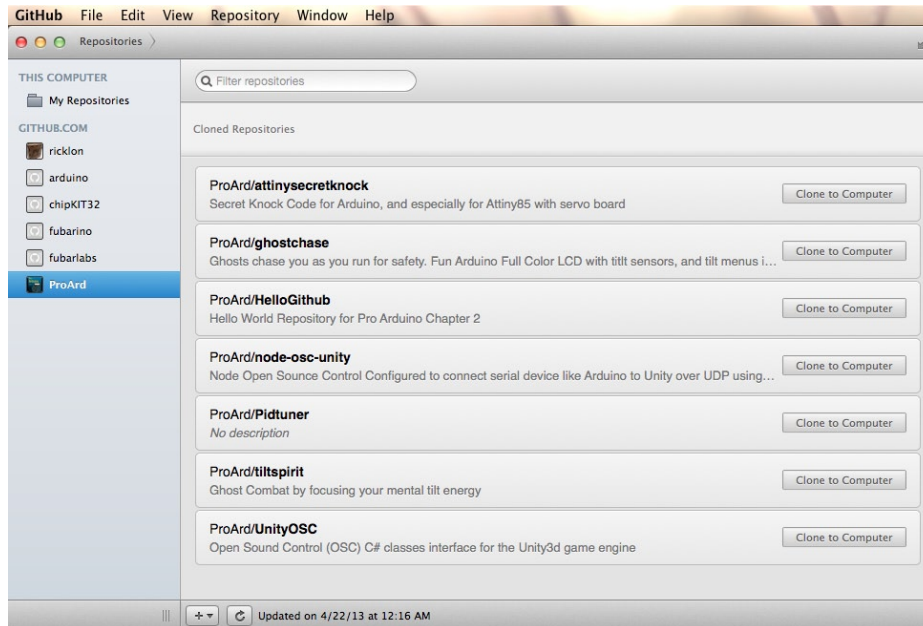 GitHub File Edit View Repository Window Help
Repositories
THIS COMPUTER
My Repositories
GITHUB.COM
ricklon
arduino
chipKIT32
fubarino
fubarlabs
ProArd
Filter repositories
Cloned Repositories
ProArd/attinysecretknock
Secret Knock Code for Arduino, and especially for Attiny85 with servo board
Clone to Computer
ProArd/ghostchase
Ghosts chase you as you run for safety. Fun Arduino Full Color LCD with titlt sensors, and tilt menus i...
Clone to Computer
ProArd/HelloGithub
Hello World Repository for Pro Arduino Chapter 2
Clone to Computer
ProArd/node-osc-unity
Node Open Sounce Control Configured to connect serial device like Arduino to Unity over UDP using...
Clone to Computer
ProArd/Pidtuner
No description
Clone to Computer
ProArd/tiltspirit
Ghost Combat by focusing your mental tilt energy
Clone to Computer
ProArd/UnityOSC
Open Sound Control (OSC) C# classes interface for the Unity3d game engine
Clone to Computer
Updated on 4/22/13 at 12:16 AM